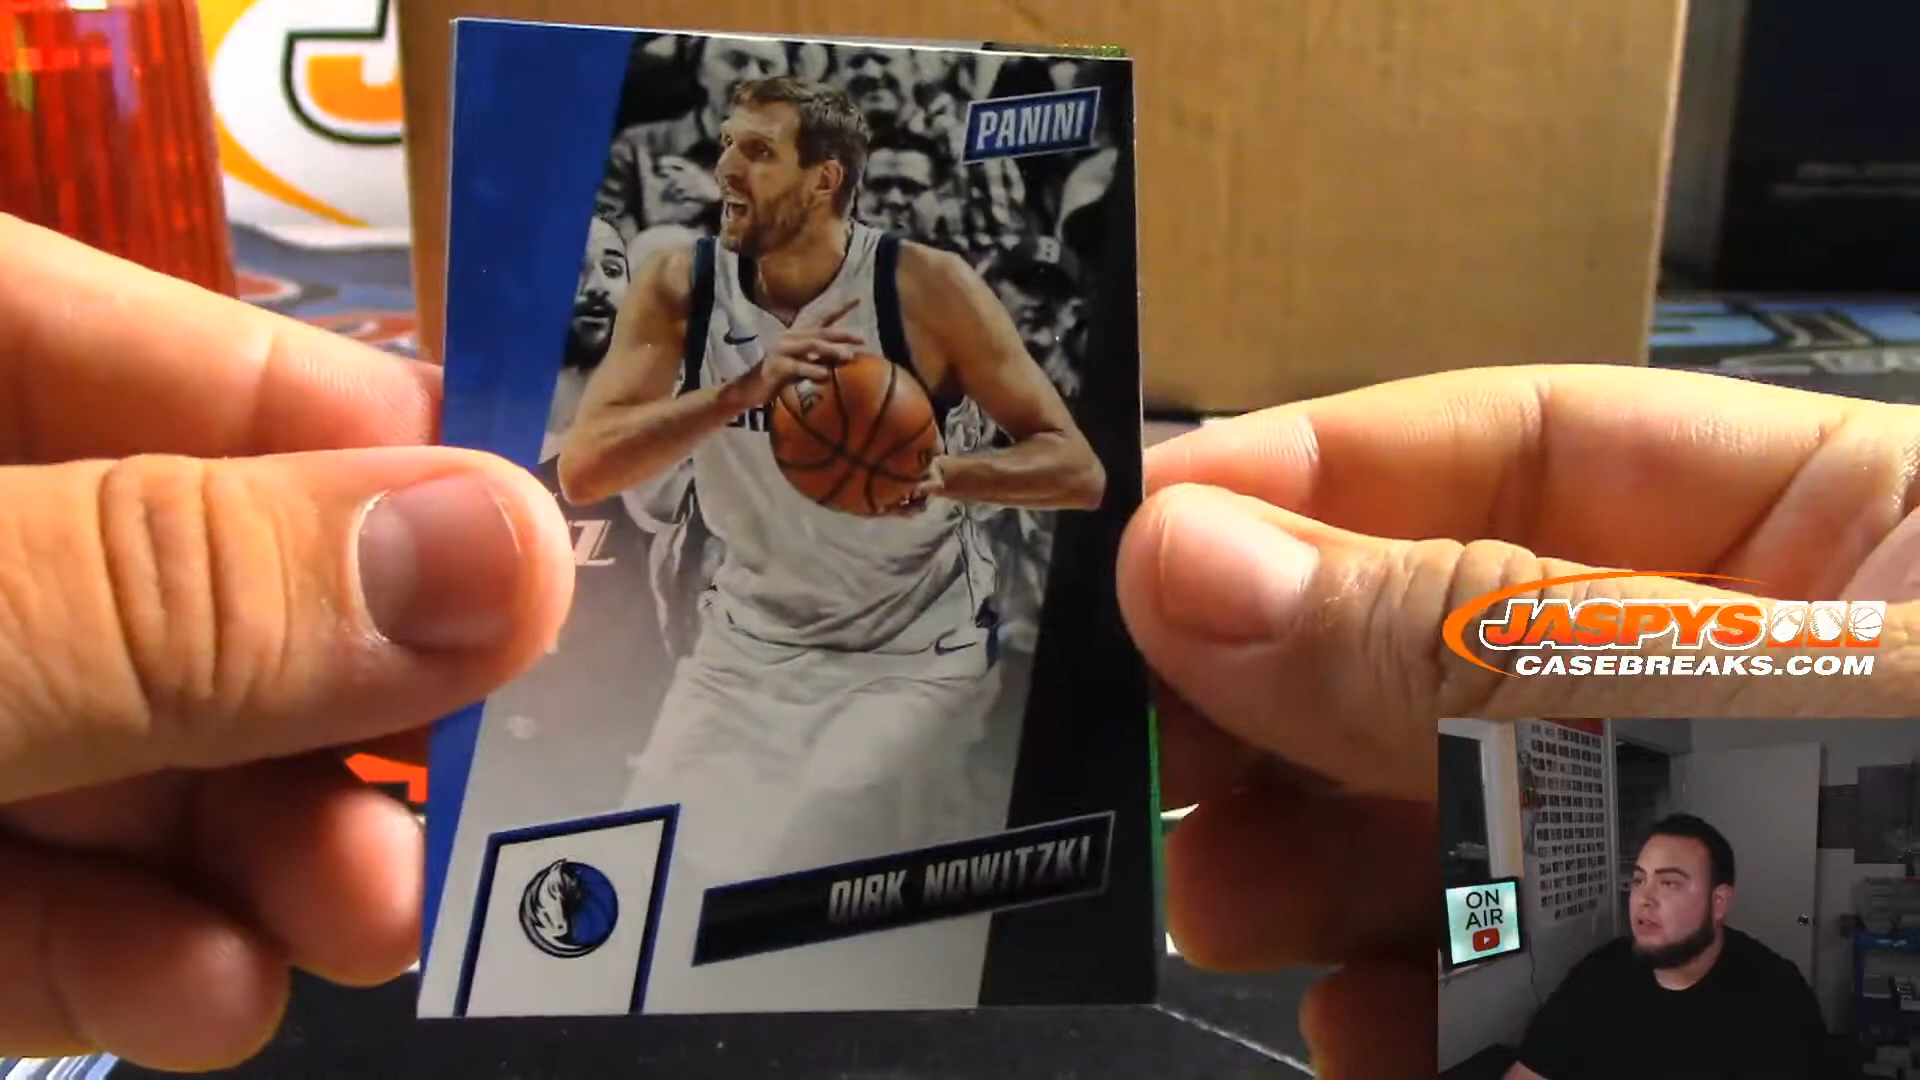 PANINI
DIRK NOWITZKI
JASPYS
CASEBREAKS.COM
ON
AIR